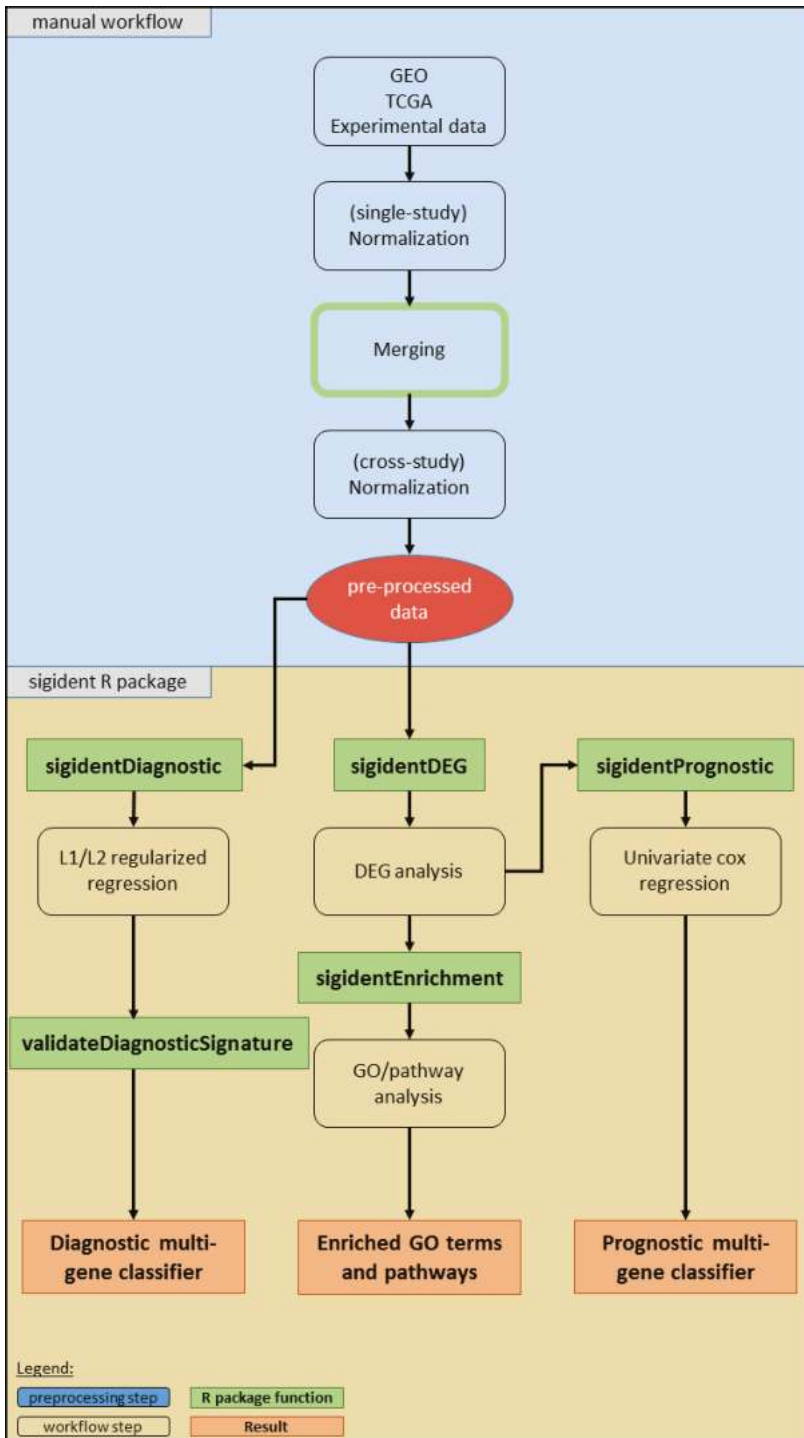 manual workflow
GEO
TCGA
Experimental data
(single-study)
Normalization
Merging
(cross-study)
Normalization
pre-processed
data
sigident R package
sigidentDiagnostic
sigidentDEG
sigidentPrognostic
L1/L2 regularized
regression
DEG analysis
Univariate cox
regression
sigidentEnrichment
validateDiagnosticSignature
GO/pathway
analysis
Diagnostic multi-
gene classifier
Enriched GO terms
and pathways
Prognostic multi-
gene classifier
Legend:
preprocessing step
R package function
workflow step
Result